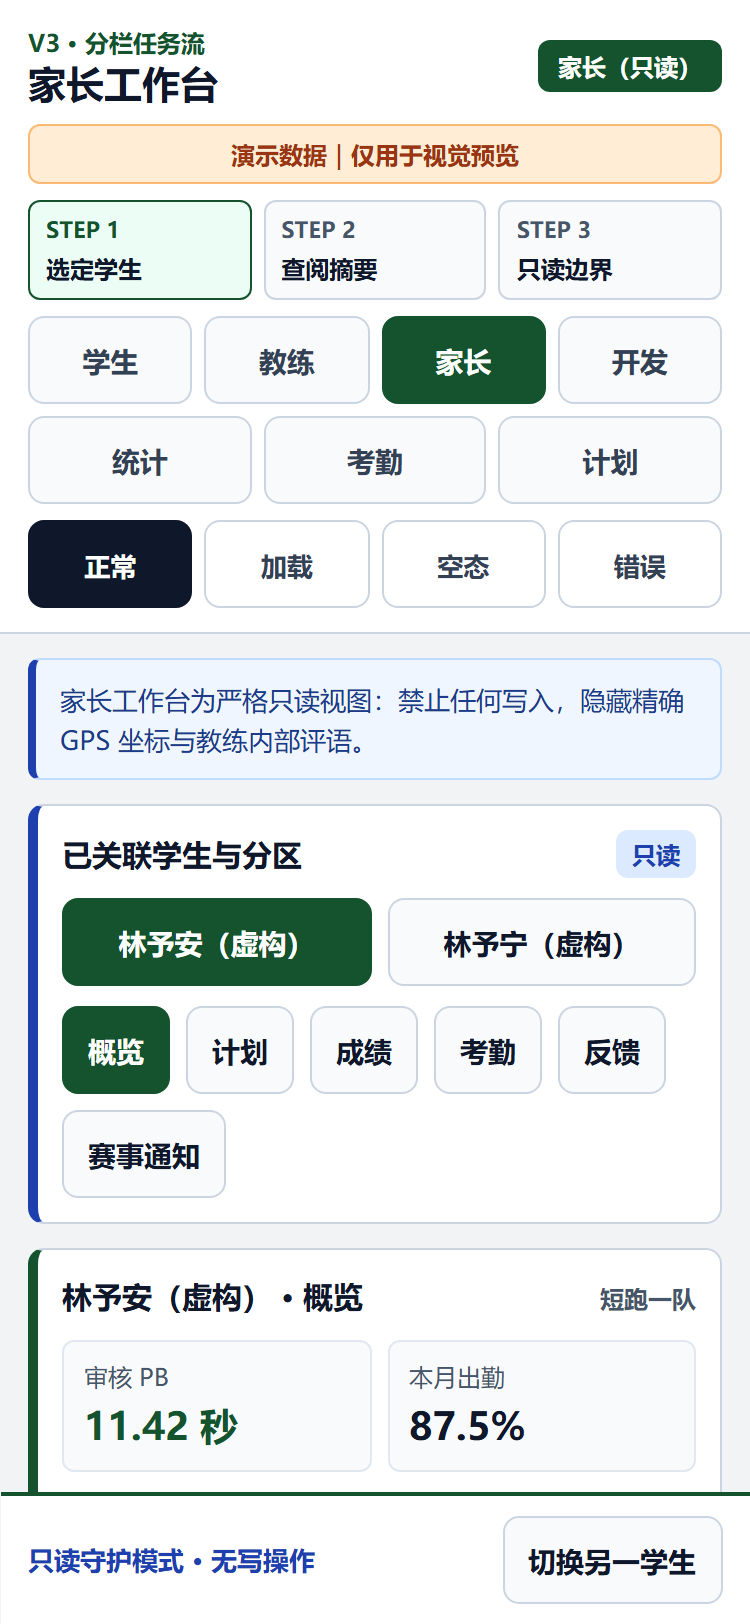 V3 • 分栏任务流
家长工作台
家长（只读）
演示数据｜仅用于视觉预览
STEP 1
选定学生
STEP 2
查阅摘要
STEP 3
只读边界
学生
教练
家长
开发
统计
考勤
计划
正常
加载
空态
错误
家长工作台为严格只读视图：禁止任何写入，隐藏精确
GPS 坐标与教练内部评语。
已关联学生与分区
只读
林予安（虚构）
林予宁（虚构）
概览
计划
成绩
考勤
反馈
赛事通知
林予安（虚构）• 概览
短跑一队
审核 PB
11.42 秒
本月出勤
87.5%
只读守护模式 • 无写操作
切换另一学生